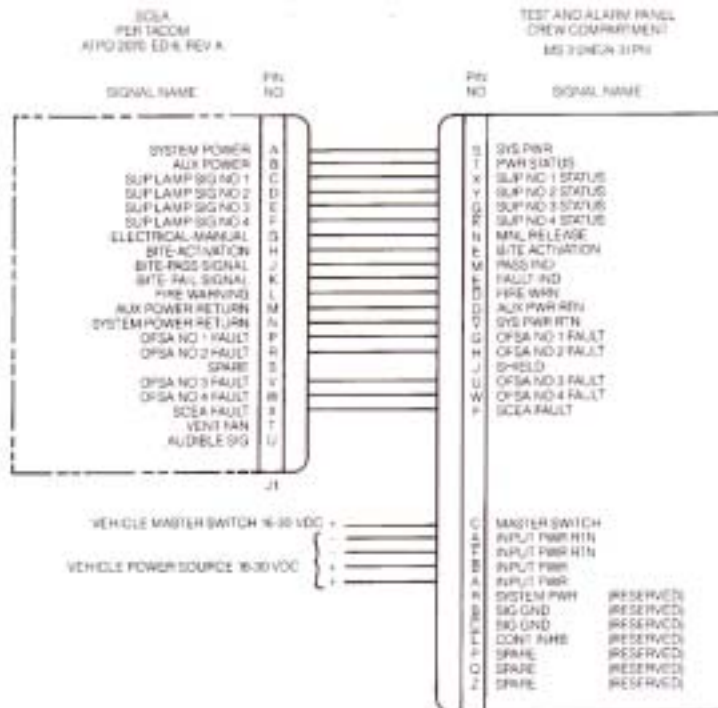 SCEA
PER TACOM
ATPD 2070, ED 6, REV A
SIGNAL NAME
PIN
NO
SYSTEM POWER A
AUX POWER B
SUP LAMP SIG NO 1 C
SUP LAMP SIG NO 2 D
SUP LAMP SIG NO 3 E
SUP LAMP SIG NO 4 F
ELECTRICAL-MANUAL G
BITE-ACTIVATION H
BITE-PASS SIGNAL J
BITE-FAIL SIGNAL K
FIRE WARNING L
AUX POWER RETURN M
SYSTEM POWER RETURN N
OFSA NO 1 FAULT P
OFSA NO 2 FAULT R
SPARE S
OFSA NO 3 FAULT V
OFSA NO 4 FAULT W
SCEA FAULT X
VENT FAN T
AUDIBLE SIG U
J1
TEST AND ALARM PANEL
CREW COMPARTMENT
PIN
NO
SIGNAL NAME
S SYS PWR
T PWR STATUS
X SUP NO 1 STATUS
Y SUP NO 2 STATUS
SUP NO 3 STATUS
SUP NO 4 STATUS
N MNL RELEASE
E BITE ACTIVATION
M PASS IND
FAULT IND
FIRE WRN
AUX PWR RTN
V SYS PWR RTN
G OFSA NO 1 FAULT
H OFSA NO 2 FAULT
J SHIELD
U OFSA NO 3 FAULT
W OFSA NO 4 FAULT
SCEA FAULT
VEHICLE MASTER SWITCH 16-30 VDC +
VEHICLE POWER SOURCE 16-30 VDC
C MASTER SWITCH
INPUT PWR RTN
INPUT PWR RTN
B INPUT PWR
A INPUT PWR
R SYSTEM PWR (RESERVED)
SIG GND (RESERVED)
SIG GND (RESERVED)
CONT INHB (RESERVED)
SPARE (RESERVED)
Q SPARE (RESERVED)
Z SPARE (RESERVED)